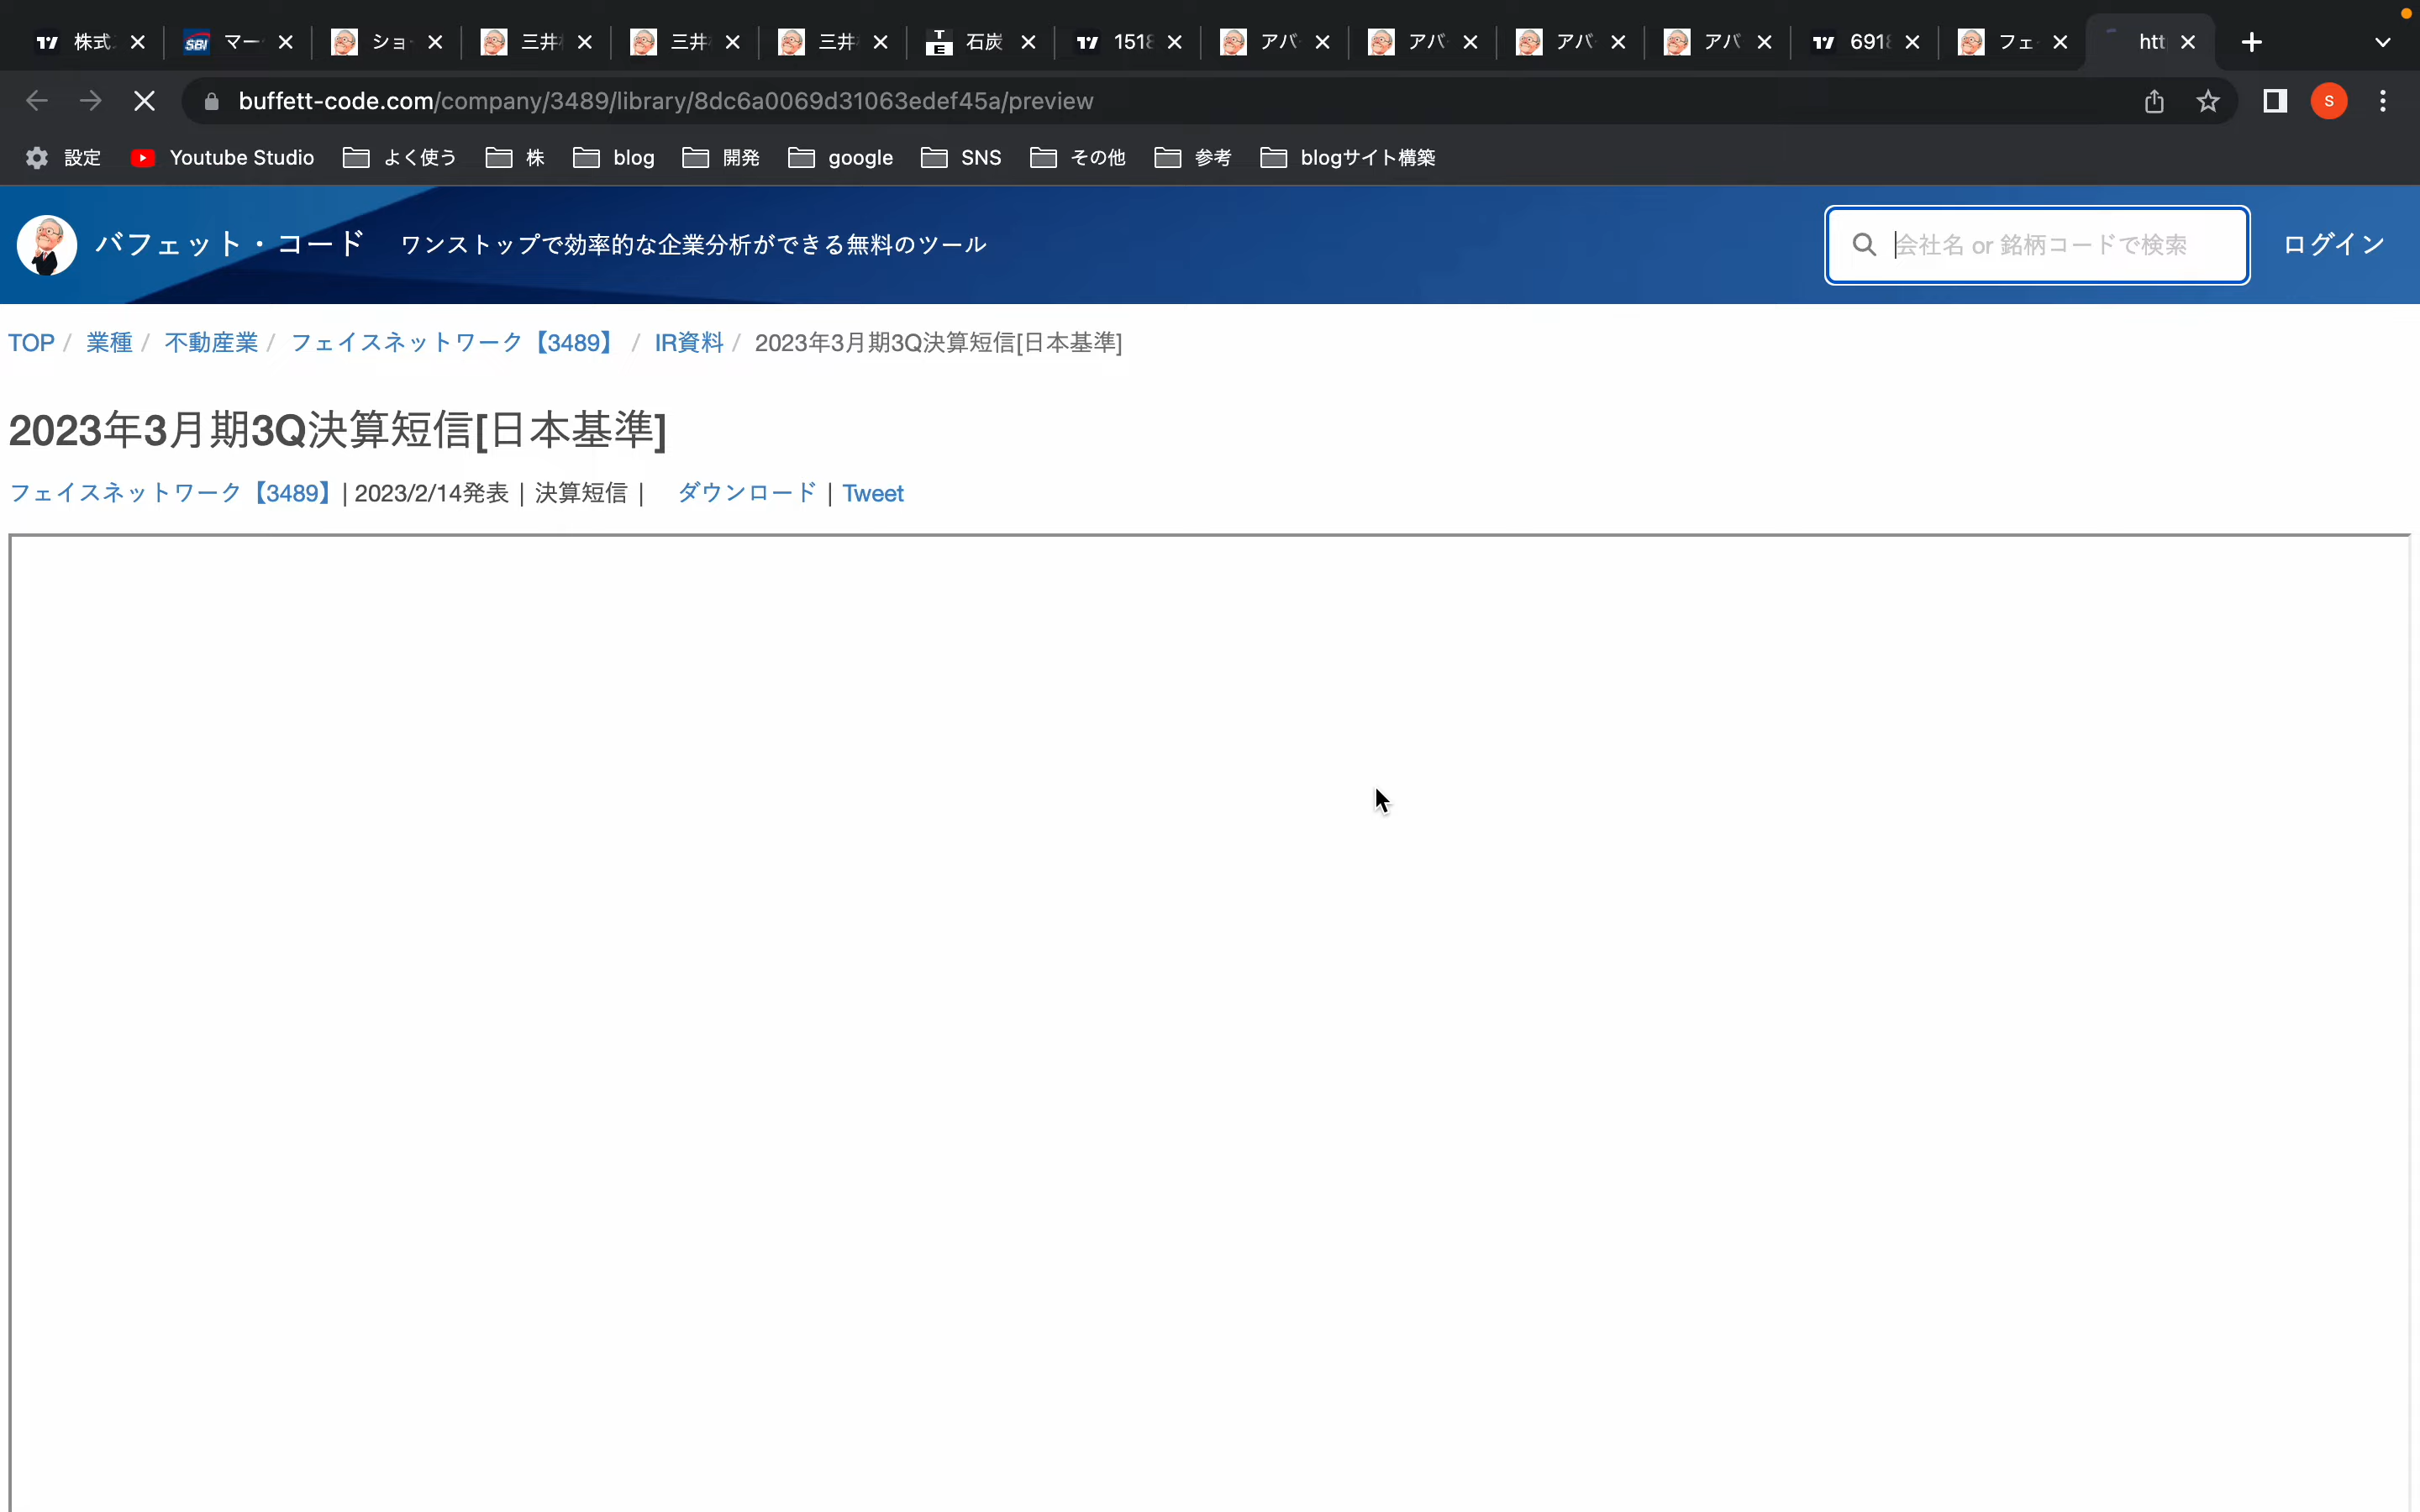 株式 マー ショ 三井 三井 三井 石炭 151 アバ アバ アバ アバ 691 フェ htt
buffett-code.com/company/3489/library/8dc6a0069d31063edef45a/preview S
設定 Youtube Studio よく使う 株 blog 開発 google SNS その他 参考 blogサイト構築
バフェット・コード ワンストップで効率的な企業分析ができる無料のツール 会社名 or 銘柄コードで検索 ログイン
TOP / 業種 / 不動産業 / フェイスネットワーク【3489】 / IR資料 / 2023年3月期3Q決算短信[日本基準]
2023年3月期3Q決算短信[日本基準]
フェイスネットワーク【3489】| 2023/2/14発表 | 決算短信 | ダウンロード | Tweet